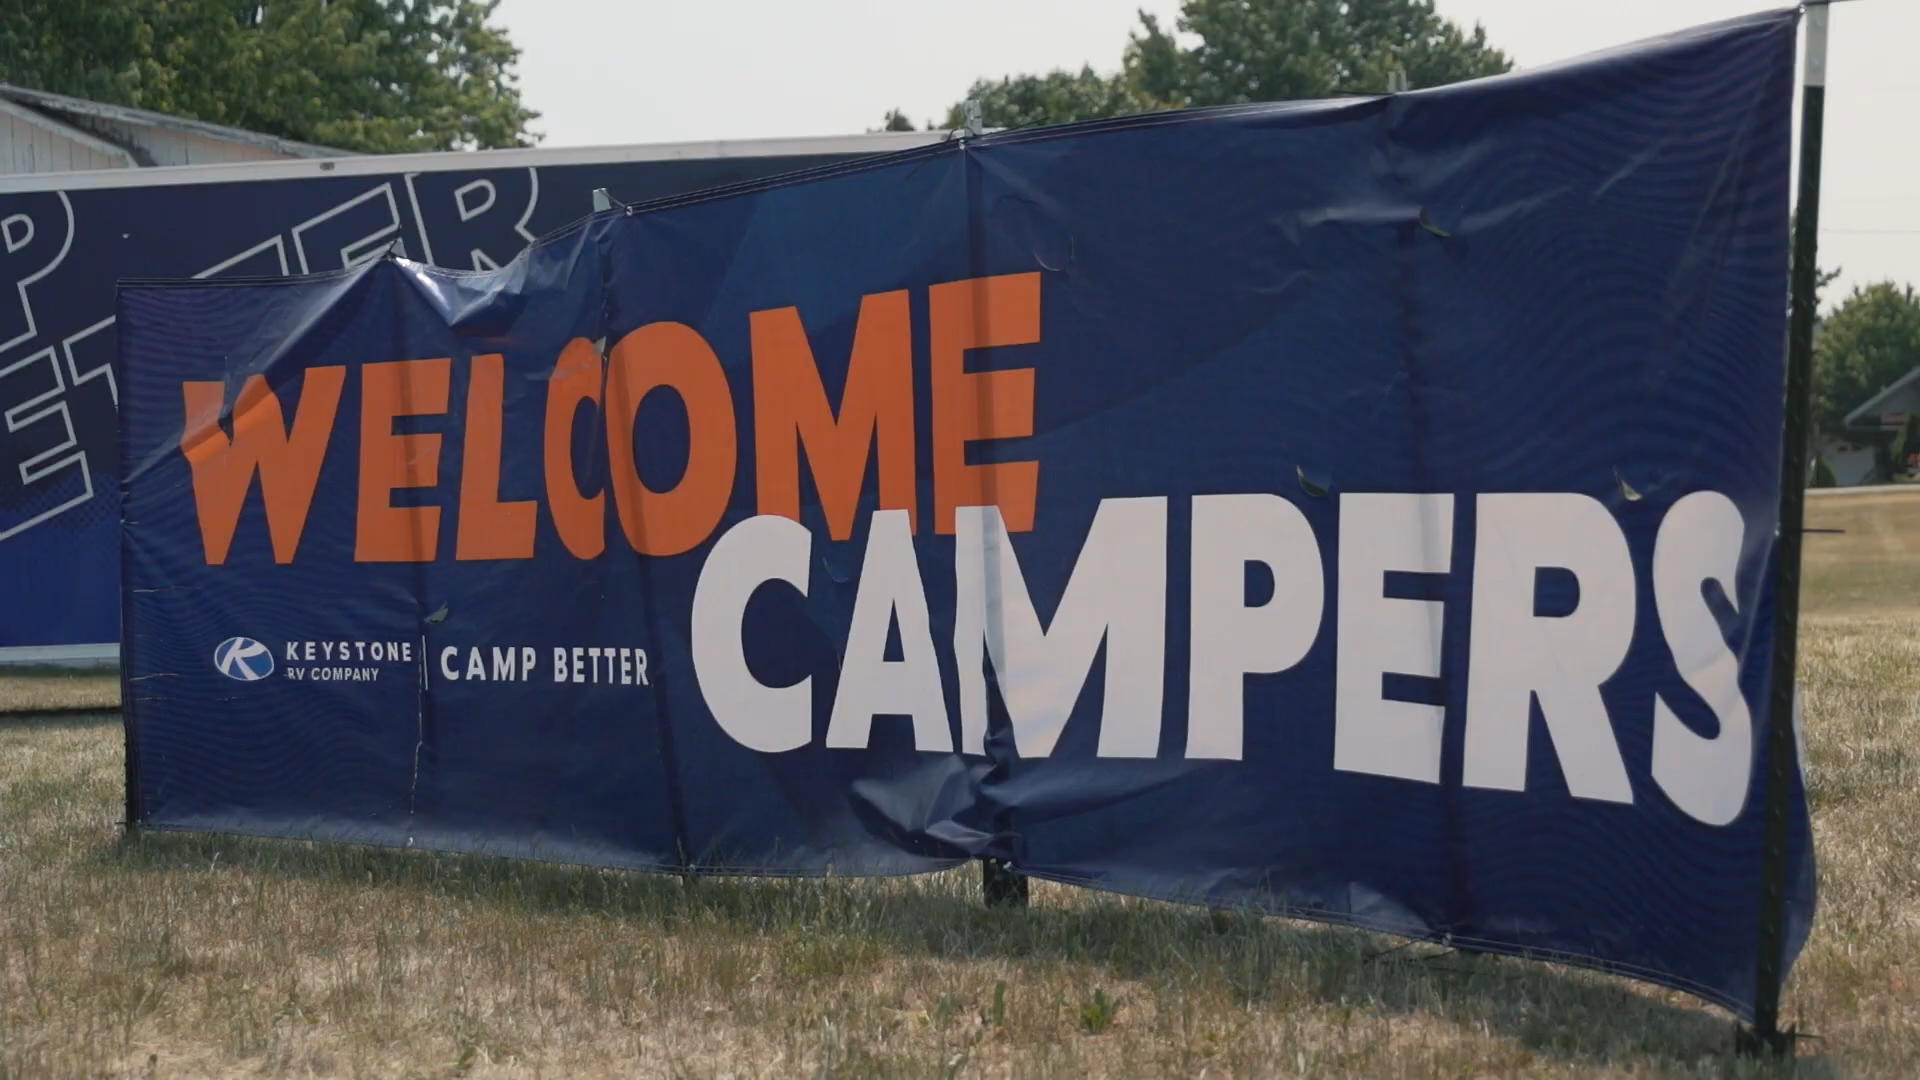 WELCOME
CAMPERS
KEYSTONE
RV COMPANY
CAMP BETTER